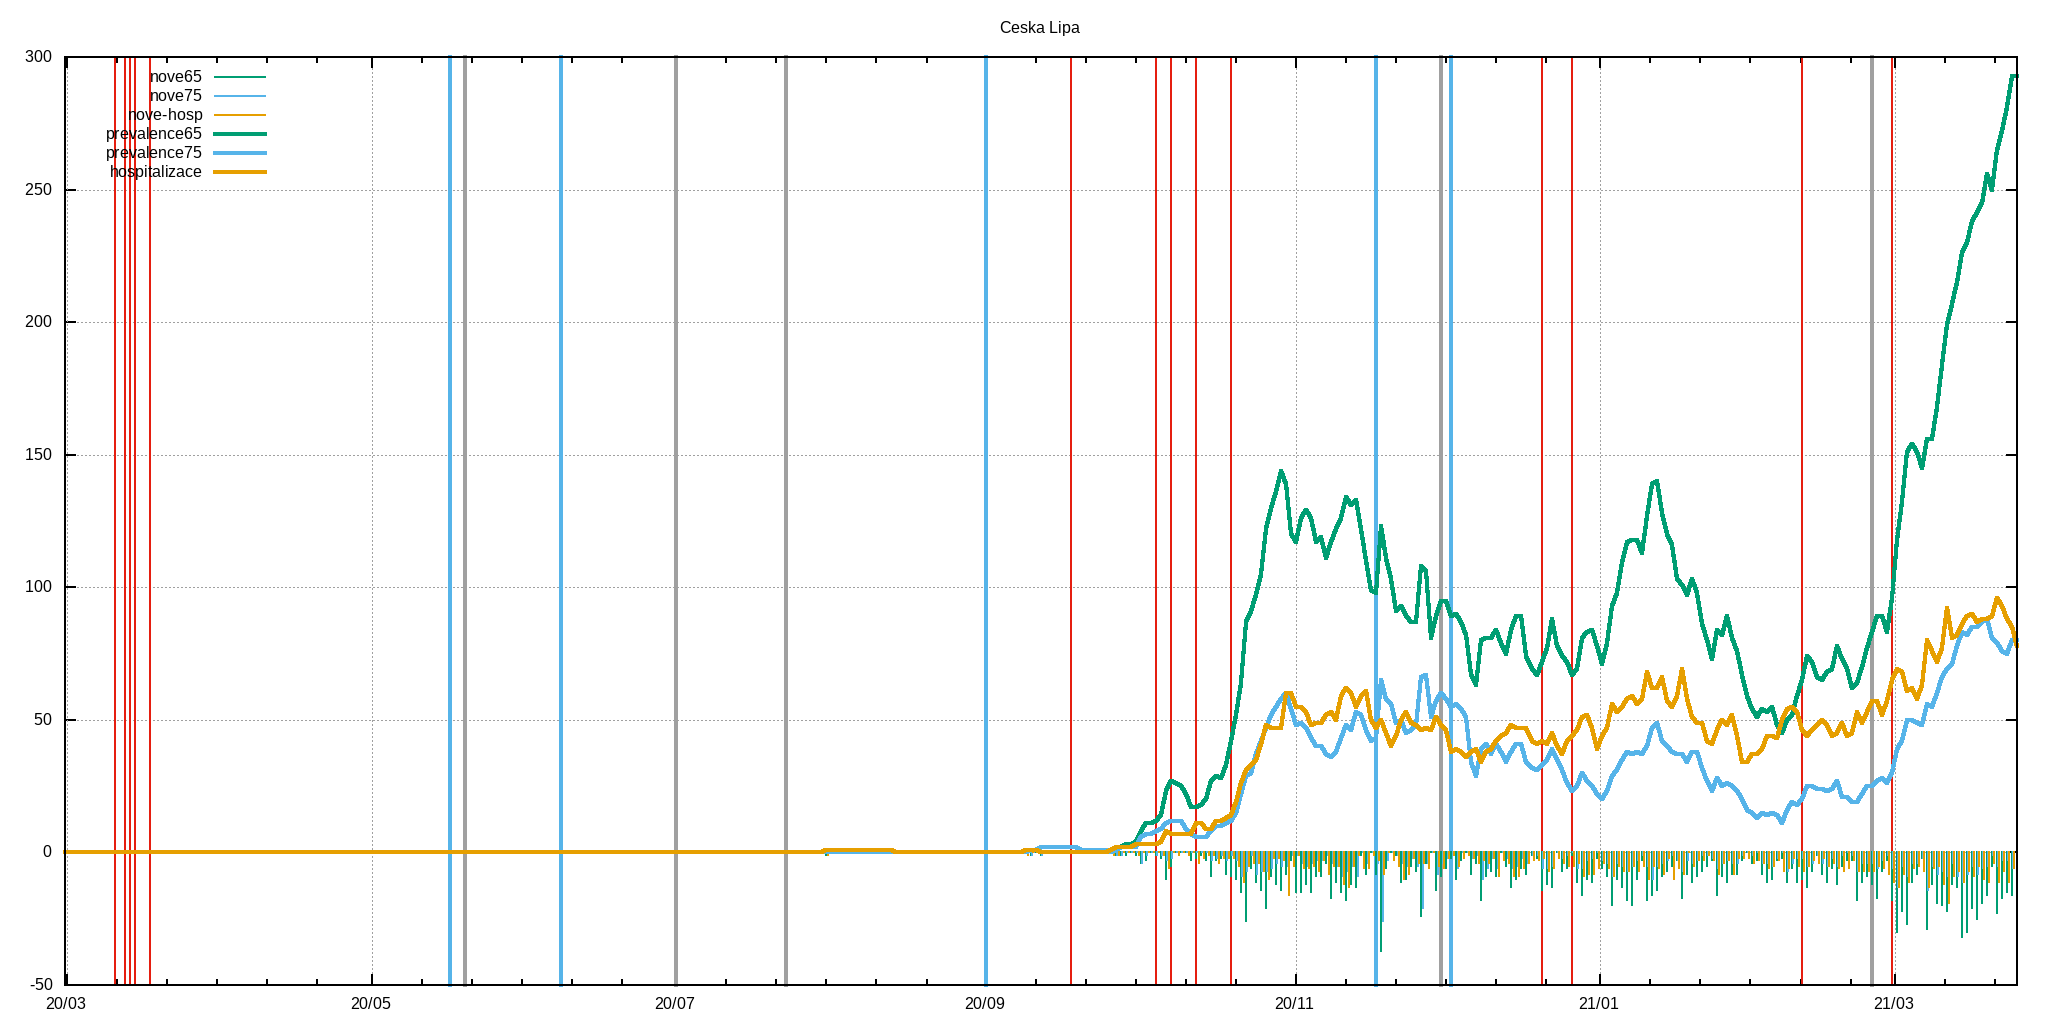 Ceska Lipa
300
250
200
150
100
50
0
-50
nove65
nove75
nove-hosp
prevalence65
prevalence75
hospitalizace
20/03 20/05 20/07 20/09 20/11 21/01 21/03